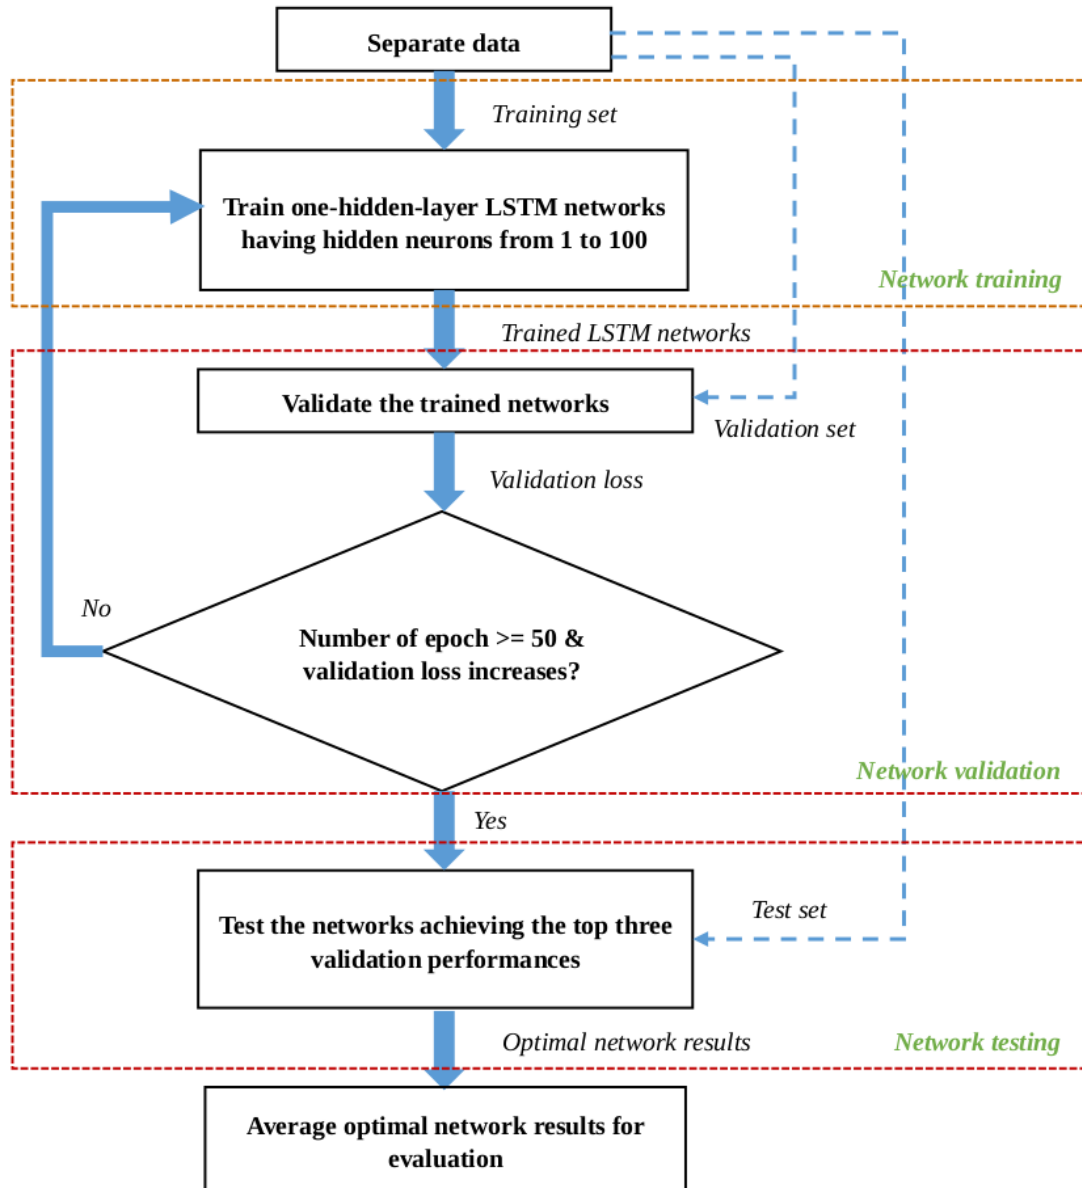 Separate data
Training set
Train one-hidden-layer LSTM networks
having hidden neurons from 1 to 100
Network training
Trained LSTM networks
Validate the trained networks
Validation set
Validation loss
No
Number of epoch >= 50 &
validation loss increases?
Network validation
Yes
Test the networks achieving the top three
validation performances
Test set
Optimal network results
Network testing
Average optimal network results for
evaluation